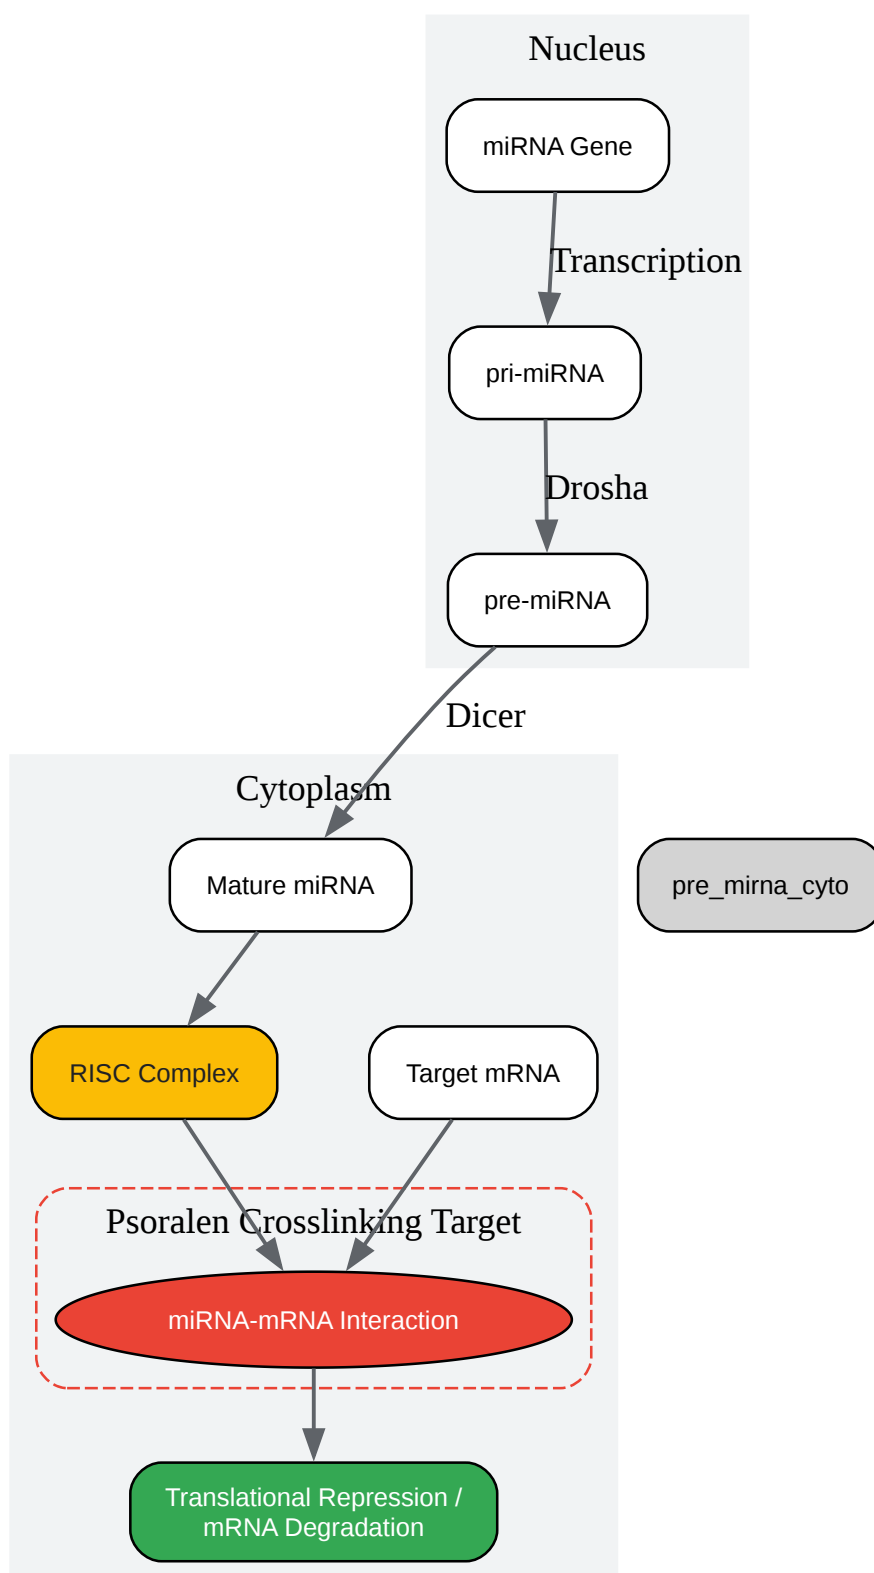 Nucleus
miRNA Gene
Transcription
pri-miRNA
Drosha
pre-miRNA
Dicer
Cytoplasm
Mature miRNA
pre_mirna_cyto
RISC Complex
Target mRNA
Psoralen Crosslinking Target
miRNA-mRNA Interaction
Translational Repression /
mRNA Degradation